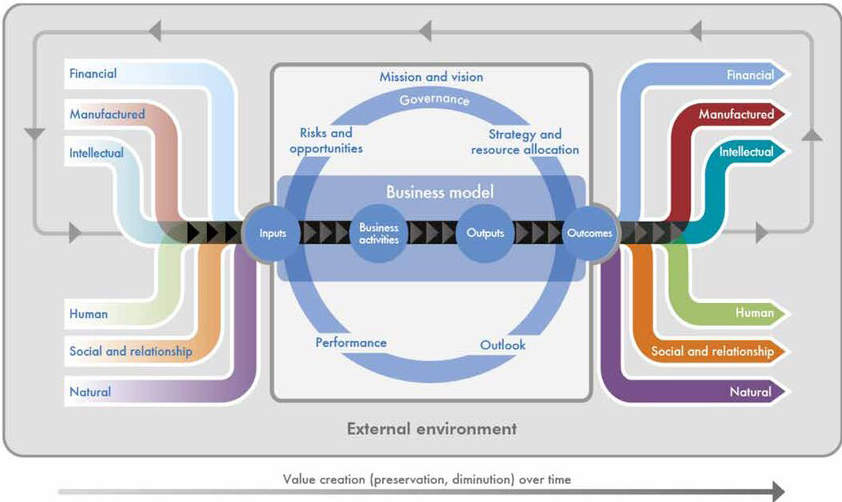 Financial
Manufactured
Intellectual
Human
Social and relationship
Natural
Mission and vision
Governance
Risks and
opportunities
Strategy and
resource allocation
Business model
Inputs
Business
activities
Outputs
Outcomes
Performance
Outlook
Financial
Manufactured
Intellectual
Human
Social and relationship
Natural
External environment
Value creation (preservation, diminution) over time